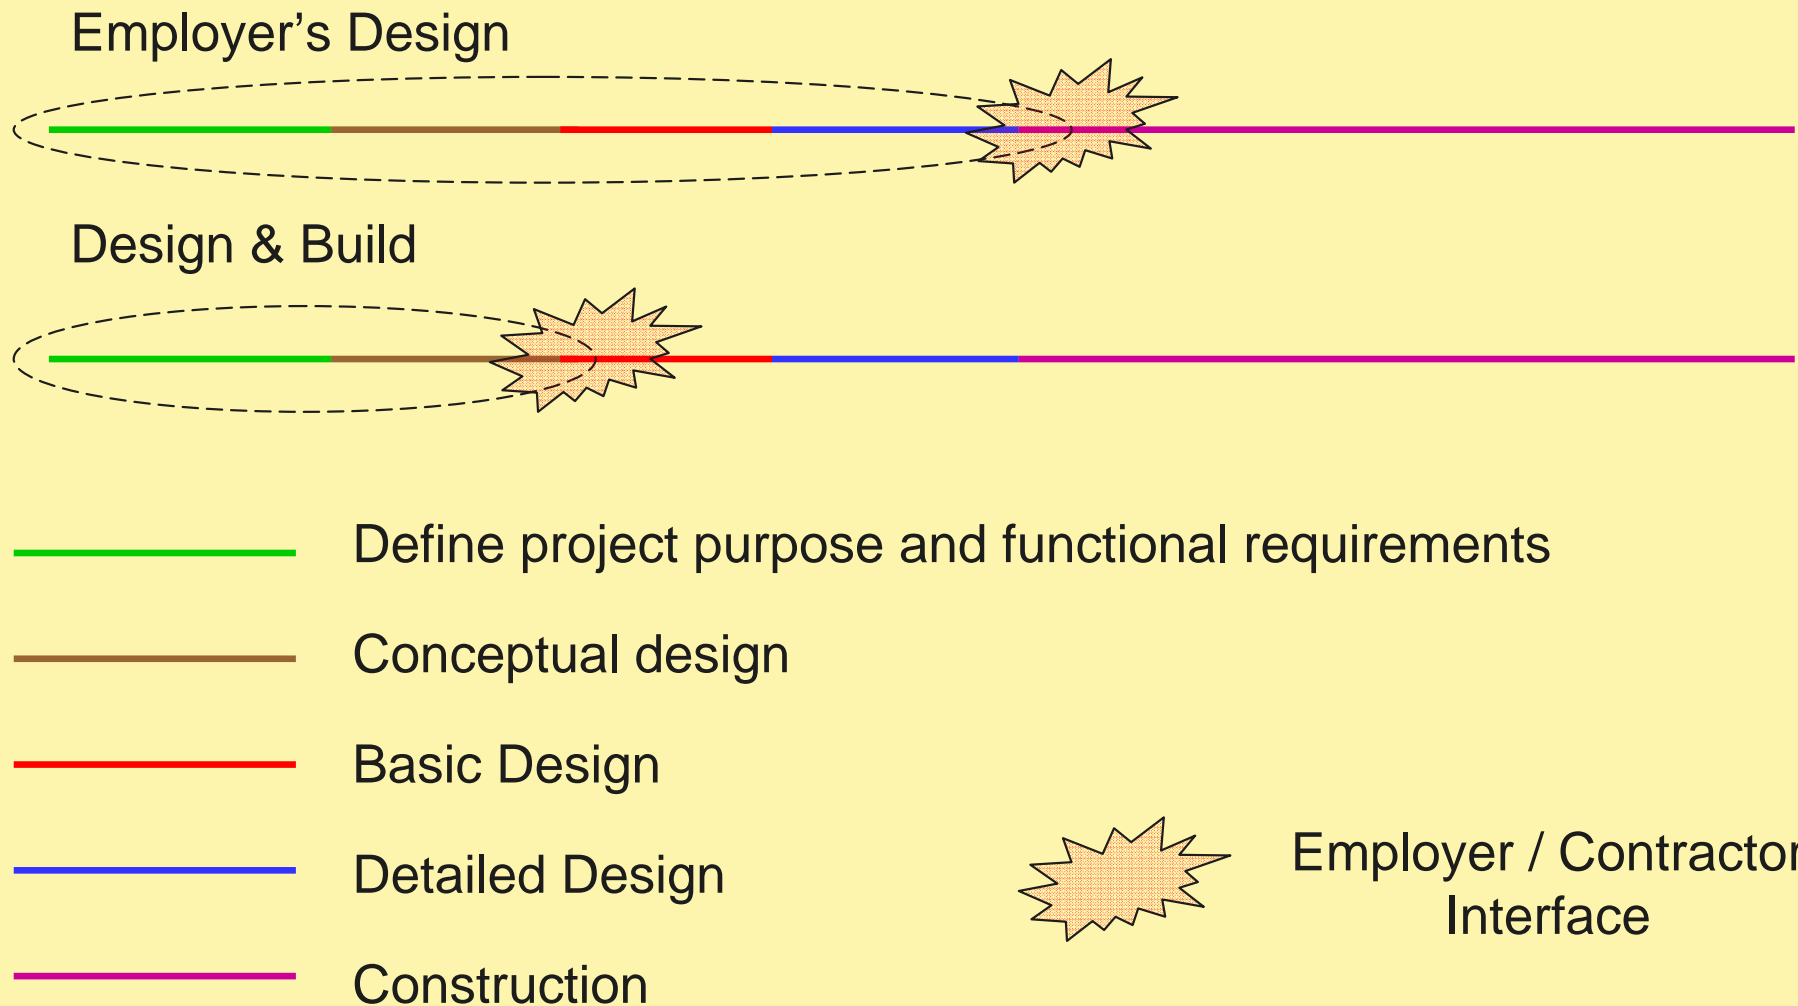 Employer’s Design
Design & Build
Define project purpose and functional requirements
Conceptual design
Basic Design
Detailed Design
Employer / Contractor
Interface
Construction